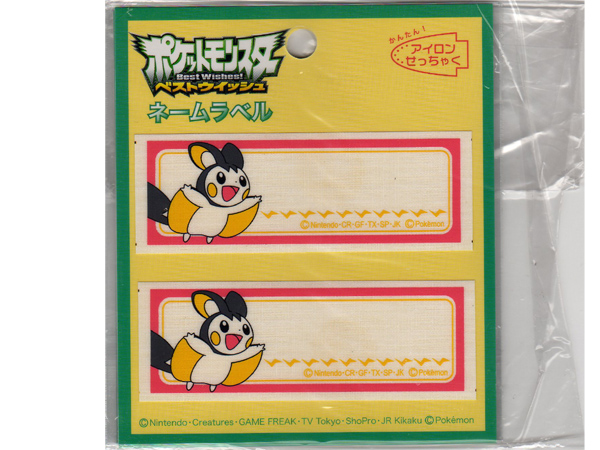 ポケットモンスター
Best Wishes!
ベストウイッシュ
ネームラベル
かんたん!
アイロン
せっちゃく
©Nintendo・CR・GF・TX・SP・JK ©Pokémon
©Nintendo・CR・GF・TX・SP・JK ©Pokémon
©Nintendo・Creatures・GAME FREAK・TV Tokyo・ShoPro・JR Kikaku ©Pokémon